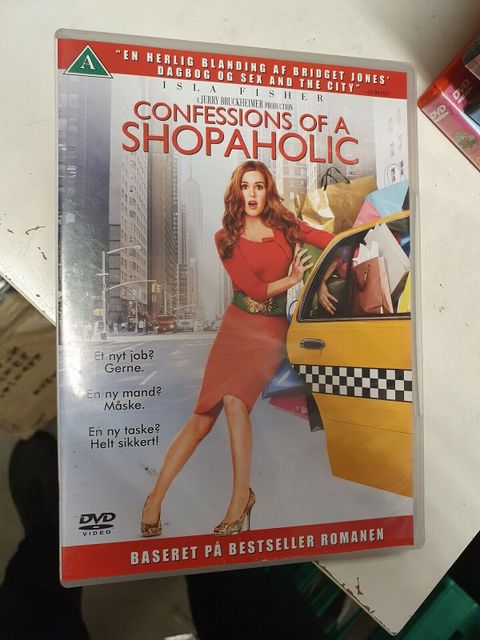 A
"EN HERLIG BLANDING AF BRIDGET JONES'
DAGBOG OG SEX AND THE CITY"
ISLA FISHER
A JERRY BRUCKHEIMER PRODUCTION
CONFESSIONS OF A
SHOPAHOLIC
Et nyt job?
Gerne.
En ny mand?
Måske.
En ny taske?
Helt sikkert!
DVD
VIDEO
BASERET PÅ BESTSELLER ROMANEN
DVD
DVD